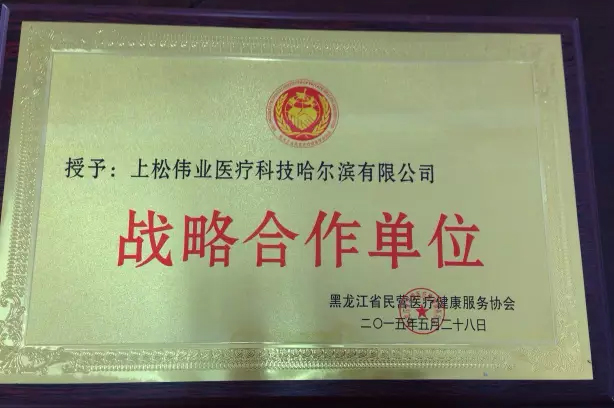 授予：上松伟业医疗科技哈尔滨有限公司
战略合作单位
黑龙江省民营医疗健康服务协会
二〇一五年五月二十八日